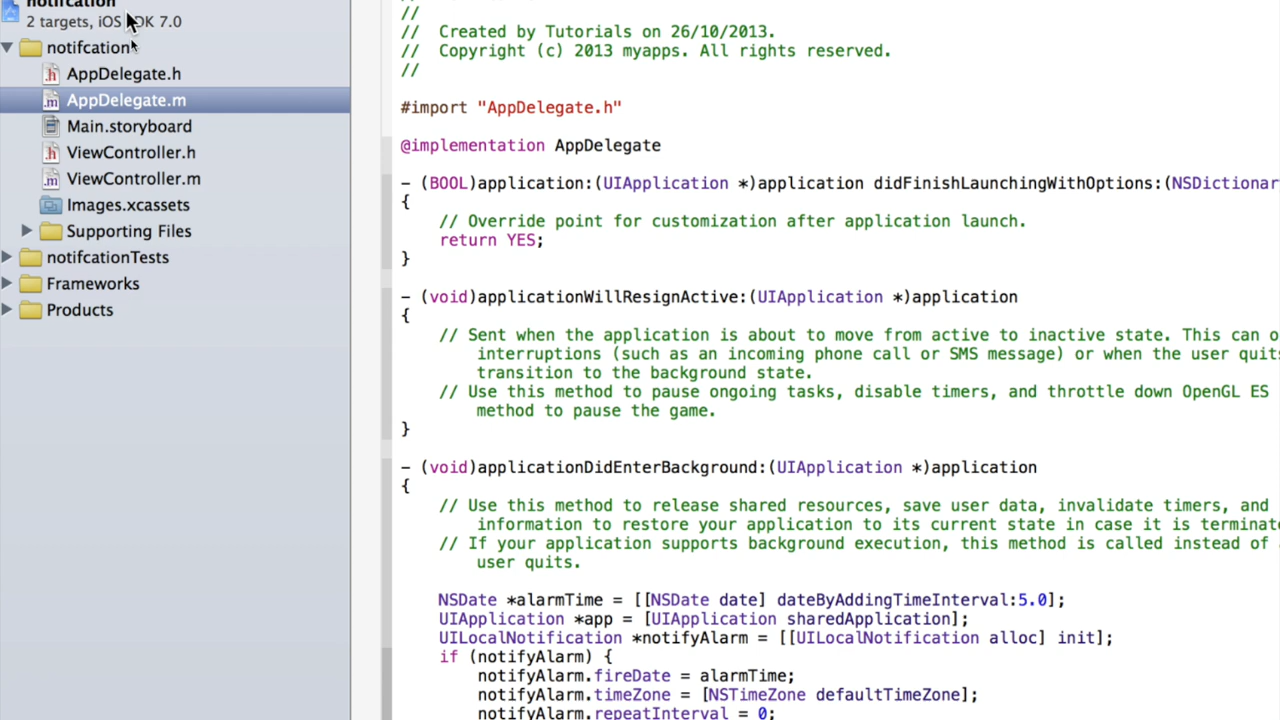 notifcation
2 targets, iOS DK 7.0
notifcation
AppDelegate.h
AppDelegate.m
Main.storyboard
ViewController.h
ViewController.m
Images.xcassets
Supporting Files
notifcationTests
Frameworks
Products
//
// Created by Tutorials on 26/10/2013.
// Copyright (c) 2013 myapps. All rights reserved.
//
#import "AppDelegate.h"
@implementation AppDelegate
- (BOOL)application:(UIApplication *)application didFinishLaunchingWithOptions:(NSDictionar
{
// Override point for customization after application launch.
return YES;
}
- (void)applicationWillResignActive:(UIApplication *)application
{
// Sent when the application is about to move from active to inactive state. This can o
interruptions (such as an incoming phone call or SMS message) or when the user quits
transition to the background state.
// Use this method to pause ongoing tasks, disable timers, and throttle down OpenGL ES
method to pause the game.
}
- (void)applicationDidEnterBackground:(UIApplication *)application
{
// Use this method to release shared resources, save user data, invalidate timers, and
information to restore your application to its current state in case it is terminate
// If your application supports background execution, this method is called instead of
user quits.
NSDate *alarmTime = [[NSDate date] dateByAddingTimeInterval:5.0];
UIApplication *app = [UIApplication sharedApplication];
UILocalNotification *notifyAlarm = [[UILocalNotification alloc] init];
if (notifyAlarm) {
notifyAlarm.fireDate = alarmTime;
notifyAlarm.timeZone = [NSTimeZone defaultTimeZone];
notifyAlarm.repeatInterval = 0;